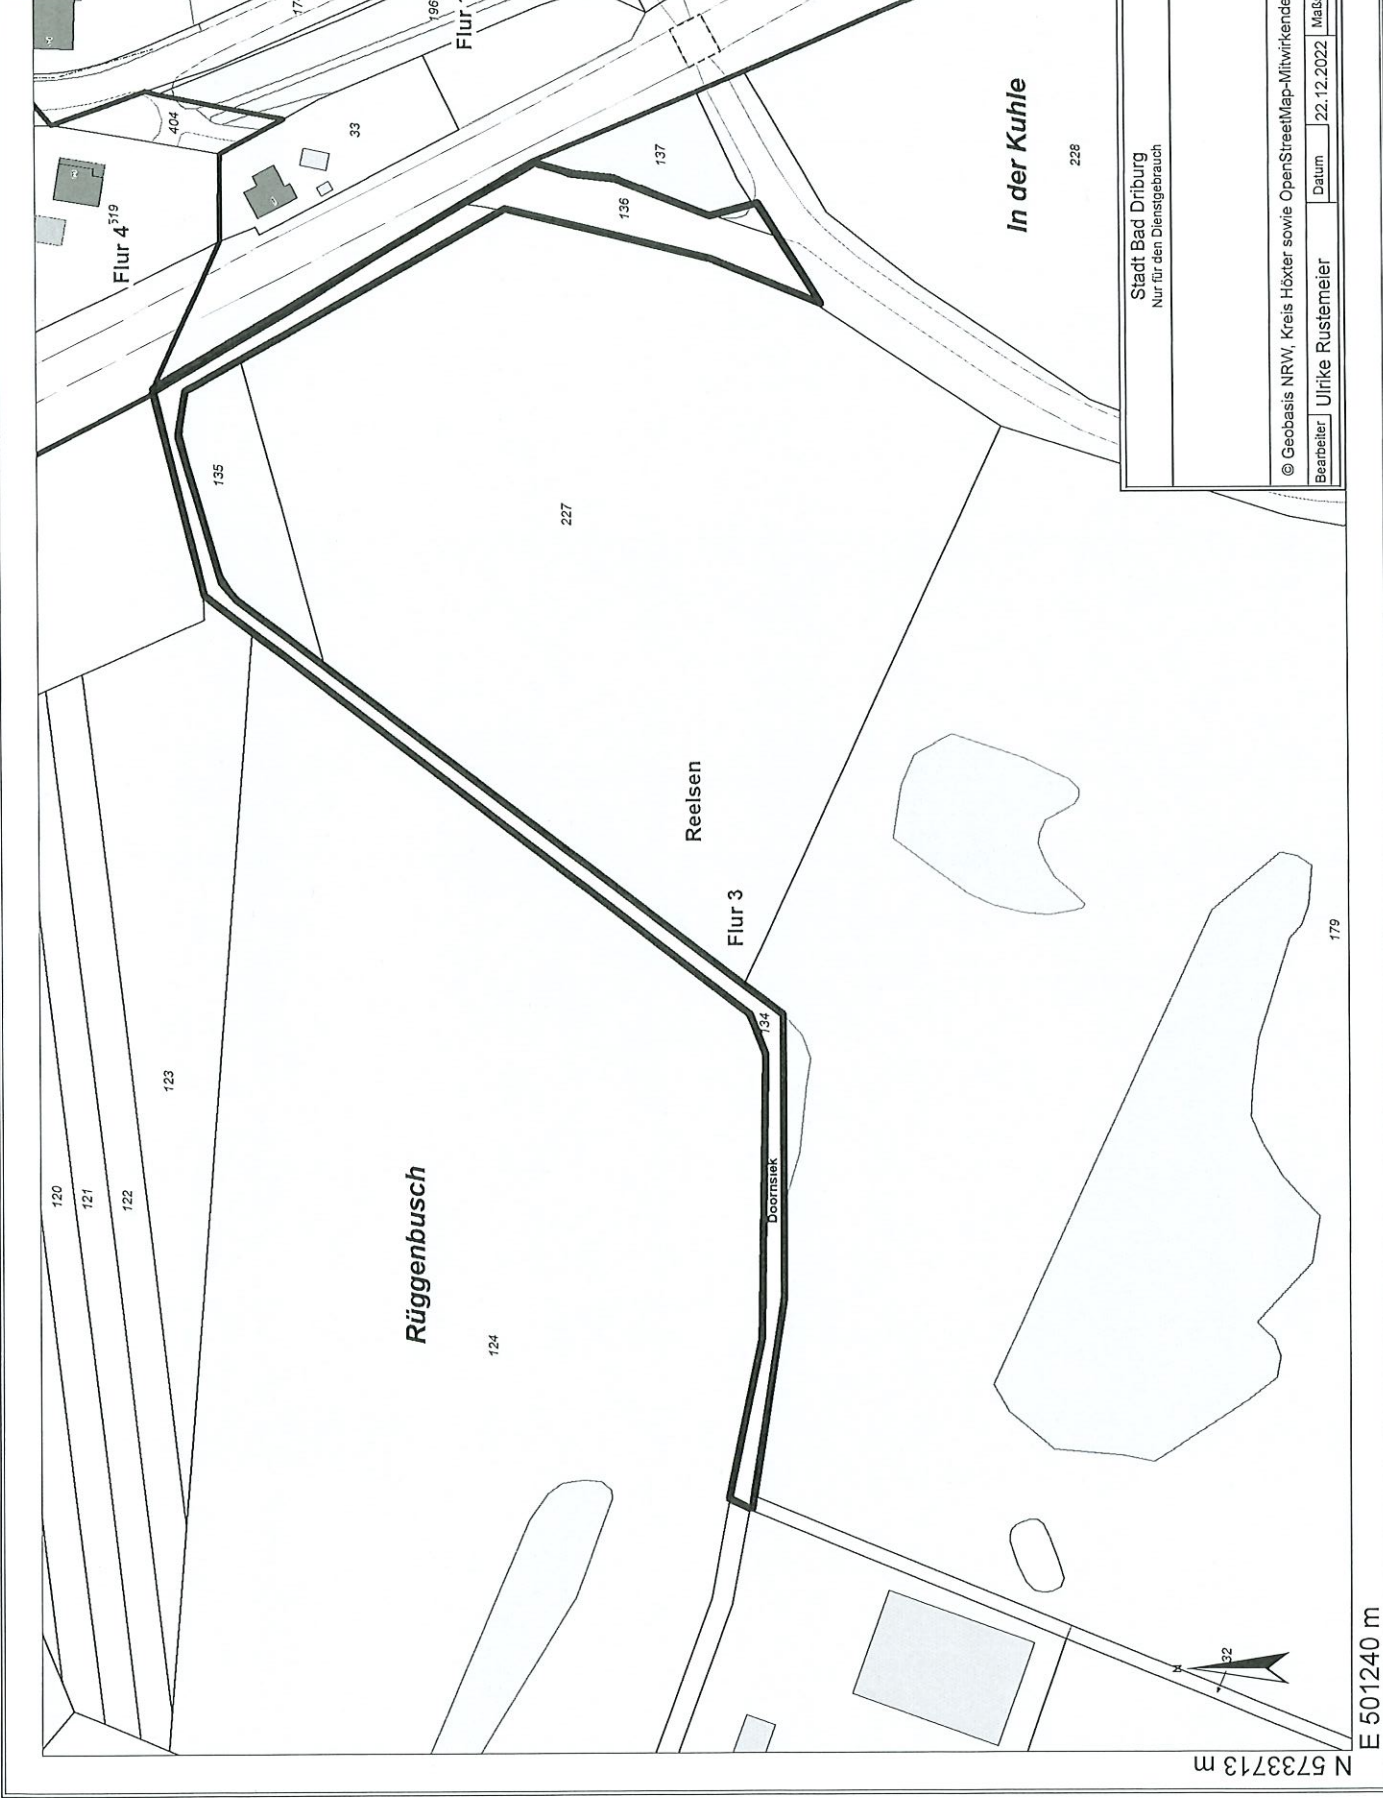 404
33
Flur 4
519
Flur
196
17
137
136
In der Kuhle
228
135
227
Reelsen
Flur 3
134
Doornsiek
123
120
121
122
Rüggenbusch
124
179
32
N
Stadt Bad Driburg
Nur für den Dienstgebrauch
© Geobasis NRW, Kreis Höxter sowie OpenStreetMap-Mitwirkende
Bearbeiter Ulrike Rustemeier Datum 22.12.2022
N 5733713 m
E 501240 m